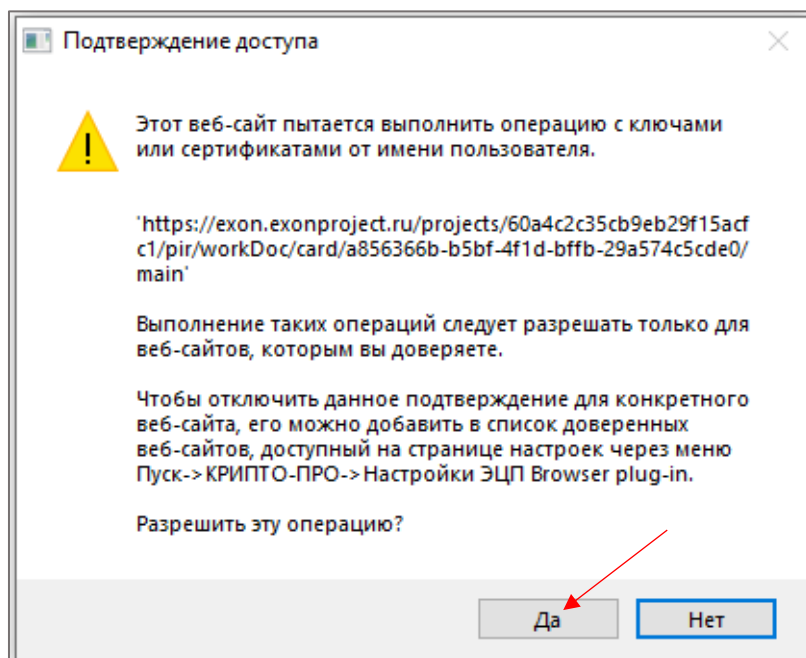 Подтверждение доступа
Этот веб-сайт пытается выполнить операцию с ключами
или сертификатами от имени пользователя.
'https://exon.exonproject.ru/projects/60a4c2c35cb9eb29f15acf
c1/pir/workDoc/card/a856366b-b5bf-4f1d-bffb-29a574c5cde0/
main'
Выполнение таких операций следует разрешать только для
веб-сайтов, которым вы доверяете.
Чтобы отключить данное подтверждение для конкретного
веб-сайта, его можно добавить в список доверенных
веб-сайтов, доступный на странице настроек через меню
Пуск->КРИПТО-ПРО->Настройки ЭЦП Browser plug-in.
Разрешить эту операцию?
Да
Нет